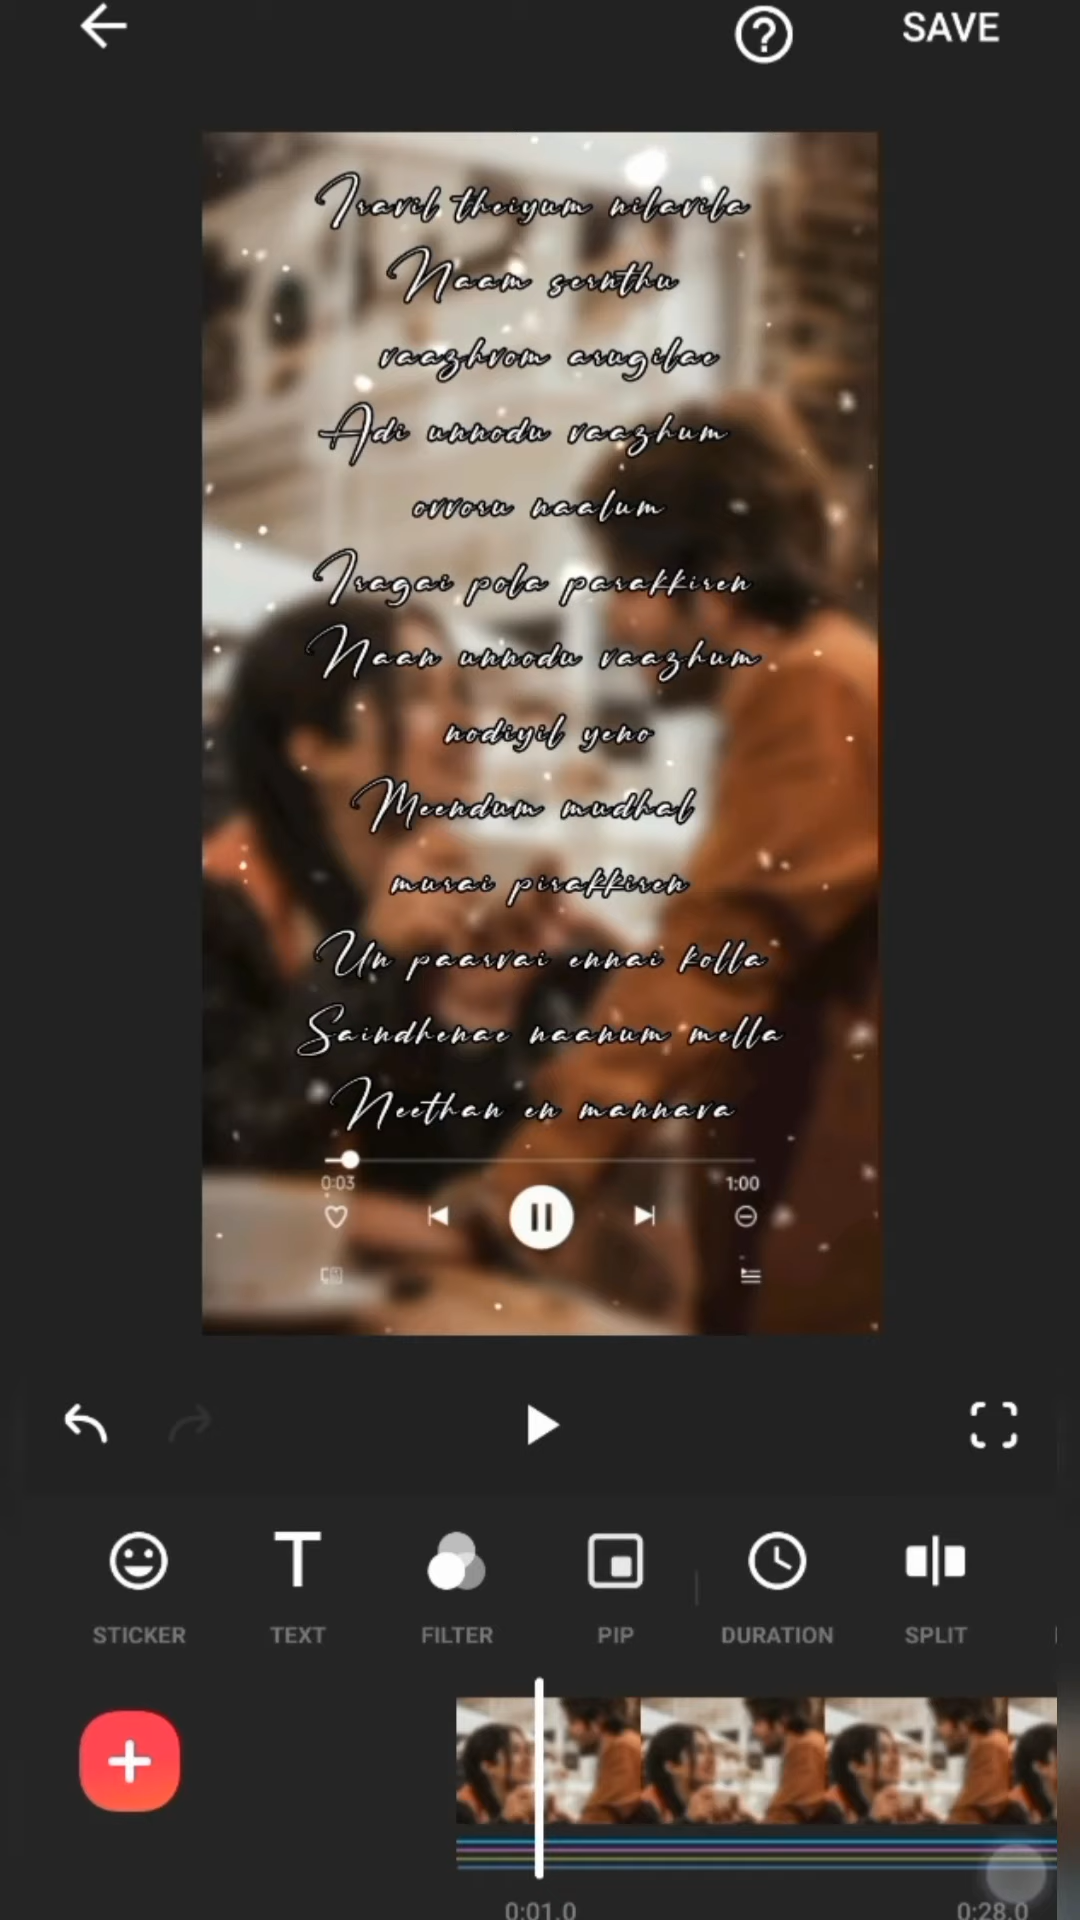 SAVE
Iravil theiyum nilavila
Naam sernthu
vaazhvom arugilae
Adi unnodu vaazhum
ovvoru naalum
Iragai pola parakkiren
Naan unnodu vaazhum
nodiyil yeno
Meendum mudhal
murai pirakkiren
Un paarvai ennai kolla
Saindhenae naanum mella
Neethan en mannava
0:03 1:00
STICKER TEXT FILTER PIP DURATION SPLIT
0:01.0 0:28.0